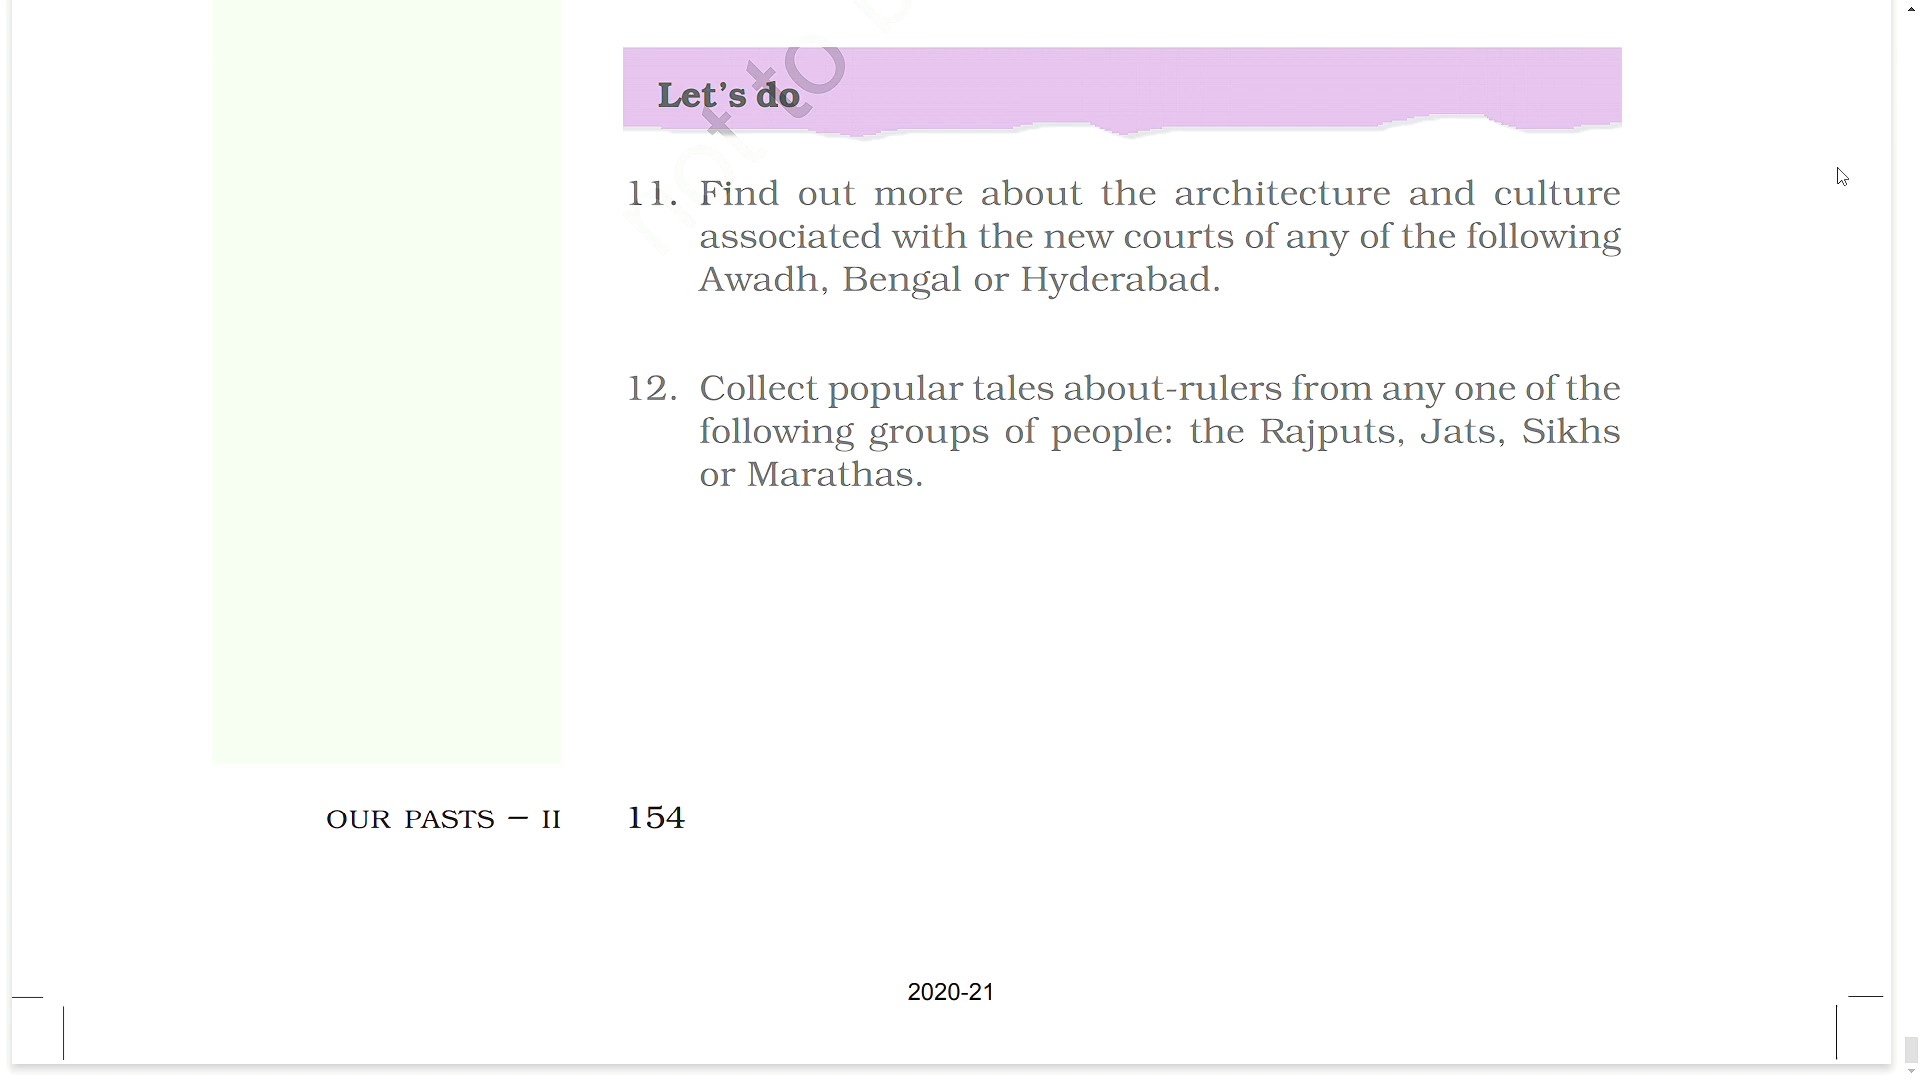 Let's do
11. Find out more about the architecture and culture
associated with the new courts of any of the following
Awadh, Bengal or Hyderabad.
12. Collect popular tales about-rulers from any one of the
following groups of people: the Rajputs, Jats, Sikhs
or Marathas.
OUR PASTS – II 154
2020-21
not to b